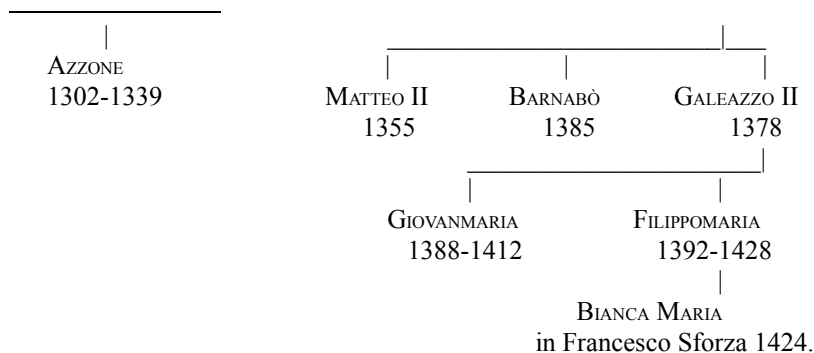 AZZONE
1302-1339
MATTEO II BARNABÒ GALEAZZO II
1355 1385 1378
GIOVANMARIA FILIPPOMARIA
1388-1412 1392-1428
BIANCA MARIA
in Francesco Sforza 1424.